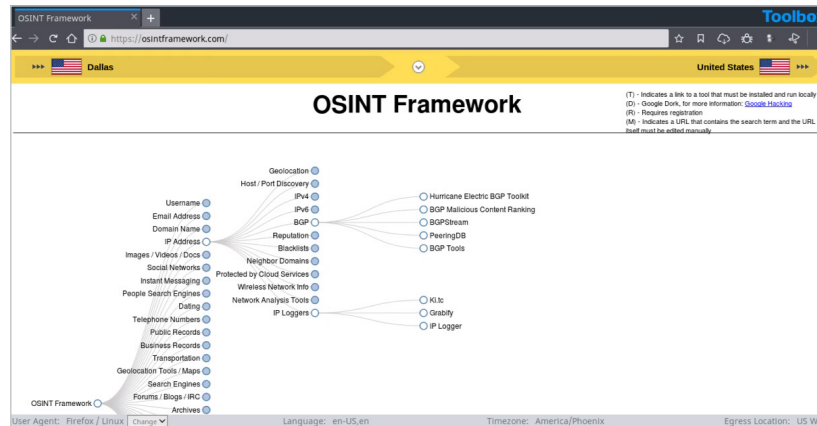 OSINT Framework
Toolbo
https://osintframework.com/
Dallas
United States
OSINT Framework
(T) - Indicates a link to a tool that must be installed and run locally
(D) - Google Dork, for more information: Google Hacking
(R) - Requires registration
(M) - Indicates a URL that contains the search term and the URL
itself must be edited manually
Geolocation
Host / Port Discovery
IPv4
IPv6
BGP
Reputation
Blacklists
Neighbor Domains
Protected by Cloud Services
Wireless Network Info
Network Analysis Tools
IP Loggers
Hurricane Electric BGP Toolkit
BGP Malicious Content Ranking
BGPStream
PeeringDB
BGP Tools
Ki.tc
Grabify
IP Logger
Username
Email Address
Domain Name
IP Address
Images / Videos / Docs
Social Networks
Instant Messaging
People Search Engines
Dating
Telephone Numbers
Public Records
Business Records
Transportation
Geolocation Tools / Maps
Search Engines
Forums / Blogs / IRC
Archives
OSINT Framework
User Agent: Firefox / Linux Change Language: en-US,en Timezone: America/Phoenix Egress Location: US W